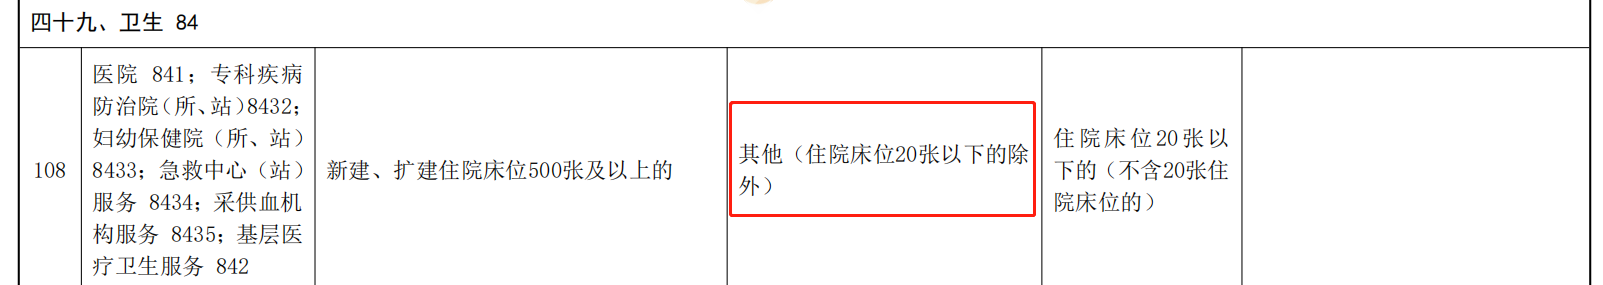 四十九、卫生 84
108
医院 841；专科疾病
防治院（所、站）8432；
妇幼保健院（所、站）
8433；急救中心（站）
服务 8434；采供血机
构服务 8435；基层医
疗卫生服务 842
新建、扩建住院床位500张及以上的
其他（住院床位20张以下的除
外）
住院床位20张以
下的（不含20张住
院床位的）